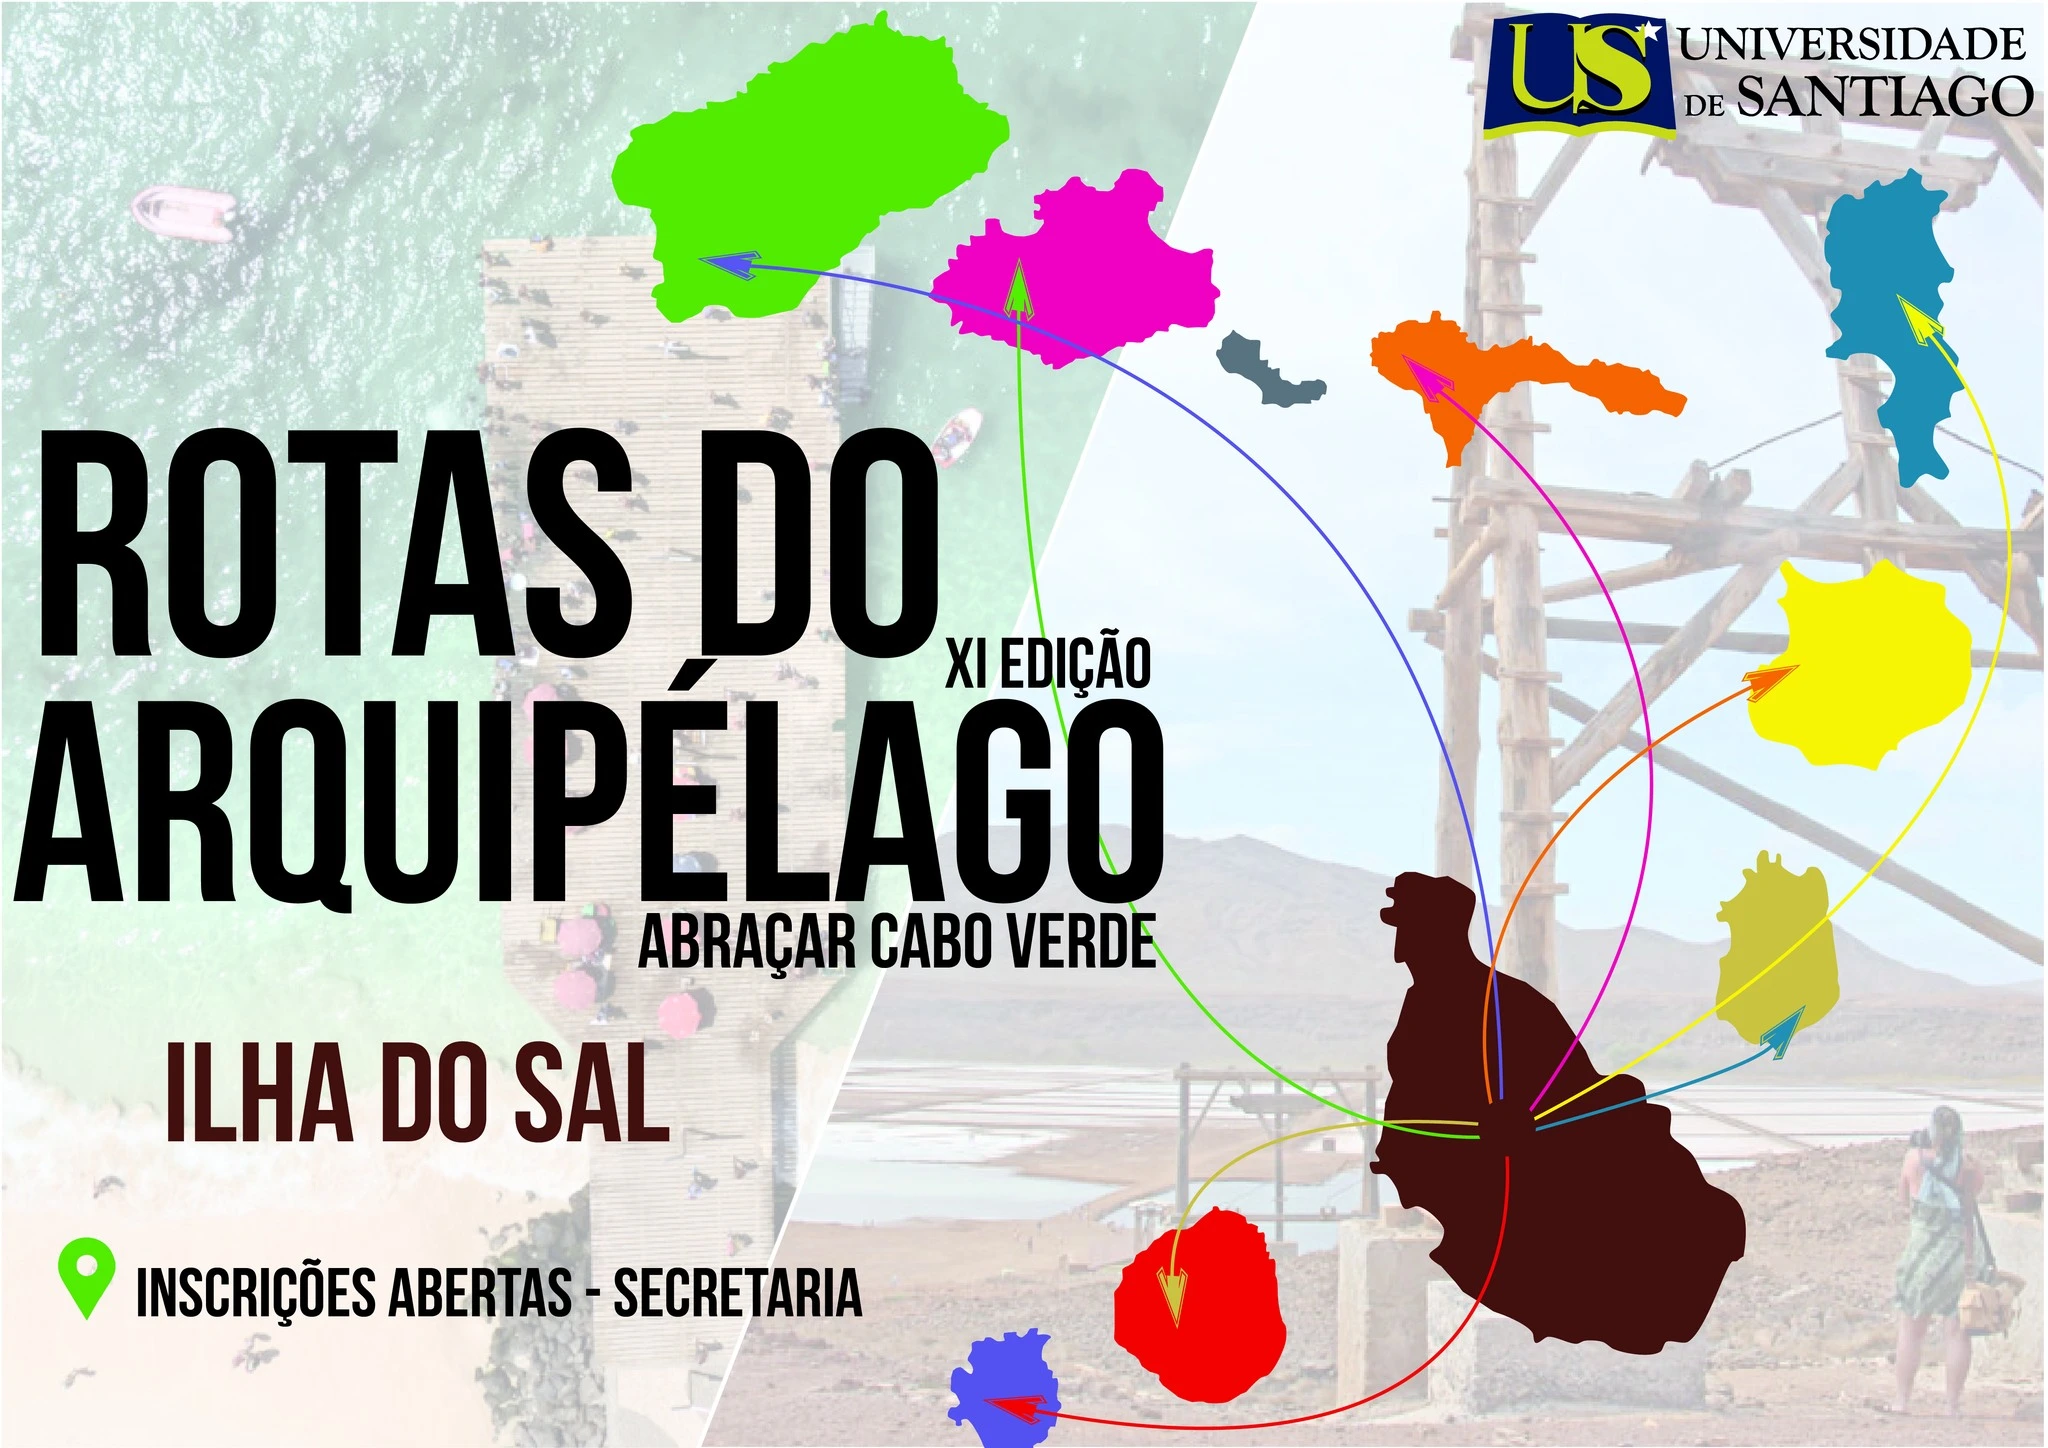 US UNIVERSIDADE
DE SANTIAGO
ROTAS DO
XI EDIÇÃO
ARQUIPÉLAGO
ABRAÇAR CABO VERDE
ILHA DO SAL
INSCRIÇÕES ABERTAS - SECRETARIA